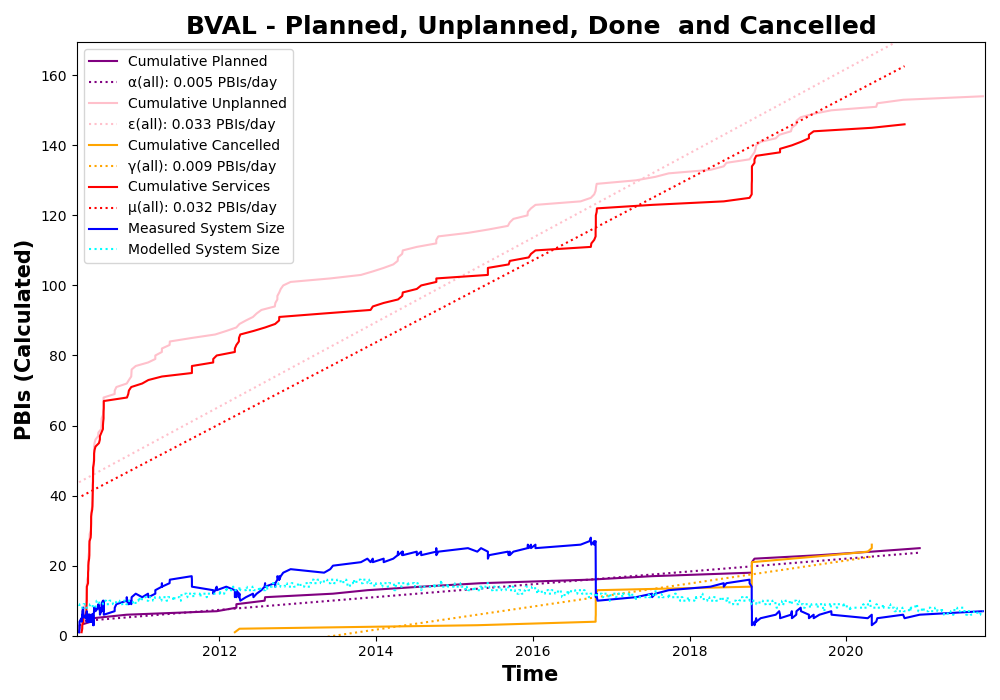 BVAL - Planned, Unplanned, Done  and Cancelled
Cumulative Planned
α(all): 0.005 PBIs/day
Cumulative Unplanned
ε(all): 0.033 PBIs/day
Cumulative Cancelled
γ(all): 0.009 PBIs/day
Cumulative Services
μ(all): 0.032 PBIs/day
Measured System Size
Modelled System Size
PBIs (Calculated)
160
140
120
100
80
60
40
20
0
2012 2014 2016 2018 2020
Time